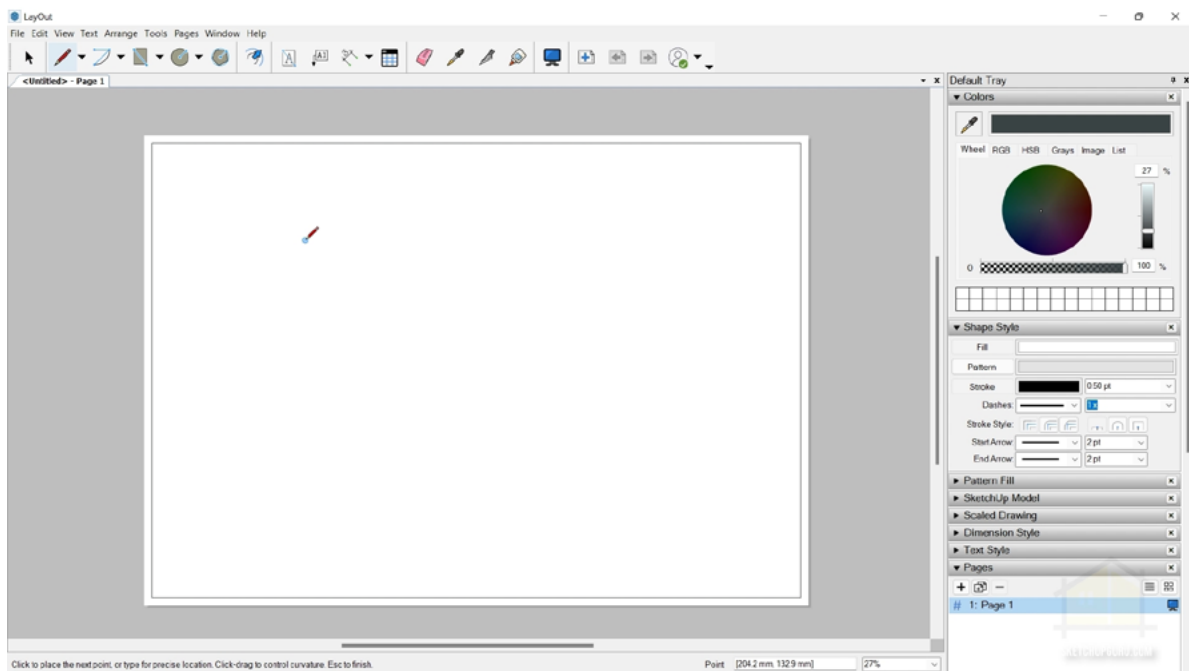 LayOut
File Edit View Text Arrange Tools Pages Window Help
<Untitled> - Page 1
Default Tray
Colors
Wheel RGB HSB Grays Image List
27 %
0 100 %
Shape Style
Fill
Pattern
Stroke 0.50 pt
Dashes: 1x
Stroke Style:
Start Arrow: 2 pt
End Arrow: 2 pt
Pattern Fill
SketchUp Model
Scaled Drawing
Dimension Style
Text Style
Pages
# 1: Page 1
Click to place the next point, or type for precise location. Click-drag to control curvature. Esc to finish.
Point [204.2 mm, 132.9 mm] 27%